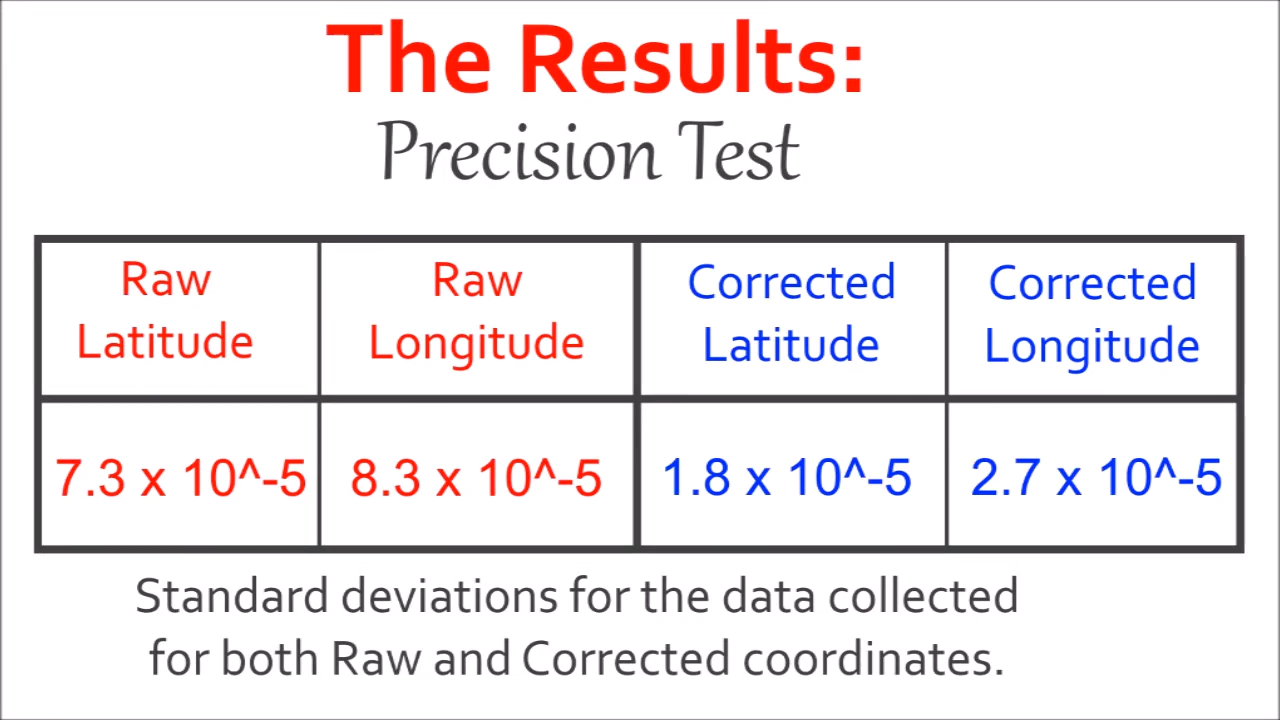 The Results:
Precision Test
Raw Latitude
Raw Longitude
Corrected Latitude
Corrected Longitude
7.3 x 10^-5
8.3 x 10^-5
1.8 x 10^-5
2.7 x 10^-5
Standard deviations for the data collected
for both Raw and Corrected coordinates.